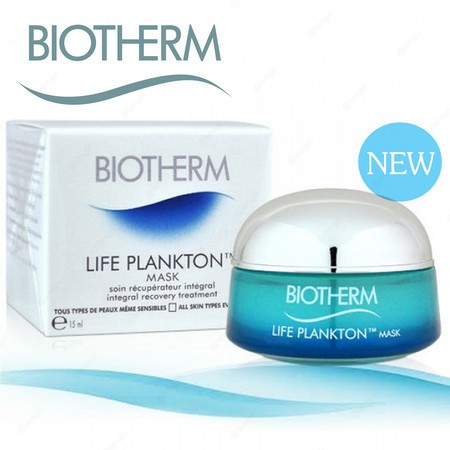 BIOTHERM
NEW
BIOTHERM
LIFE PLANKTON™
MASK
soin récupérateur intégral
integral recovery treatment
TOUS TYPES DE PEAUX MÊME SENSIBLES ALL SKIN TYPES
15 ml
BIOTHERM
LIFE PLANKTON™ MASK